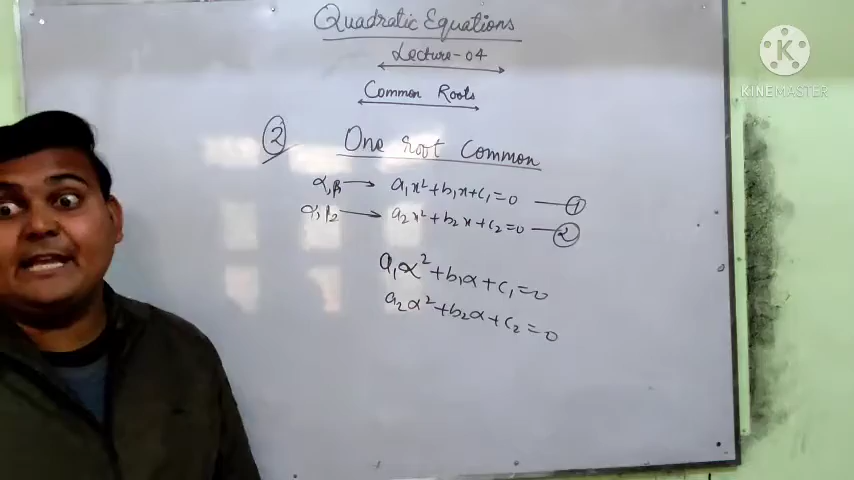 Quadratic Equations
Lecture-04
Common Roots
② One root Common
α, β → a₁x²+b₁x+c₁=0 — ①
α, β₂ → a₂x²+b₂x+c₂=0 — ②
a₁α²+b₁α+c₁=0
a₂α²+b₂α+c₂=0
K
KINEMASTER